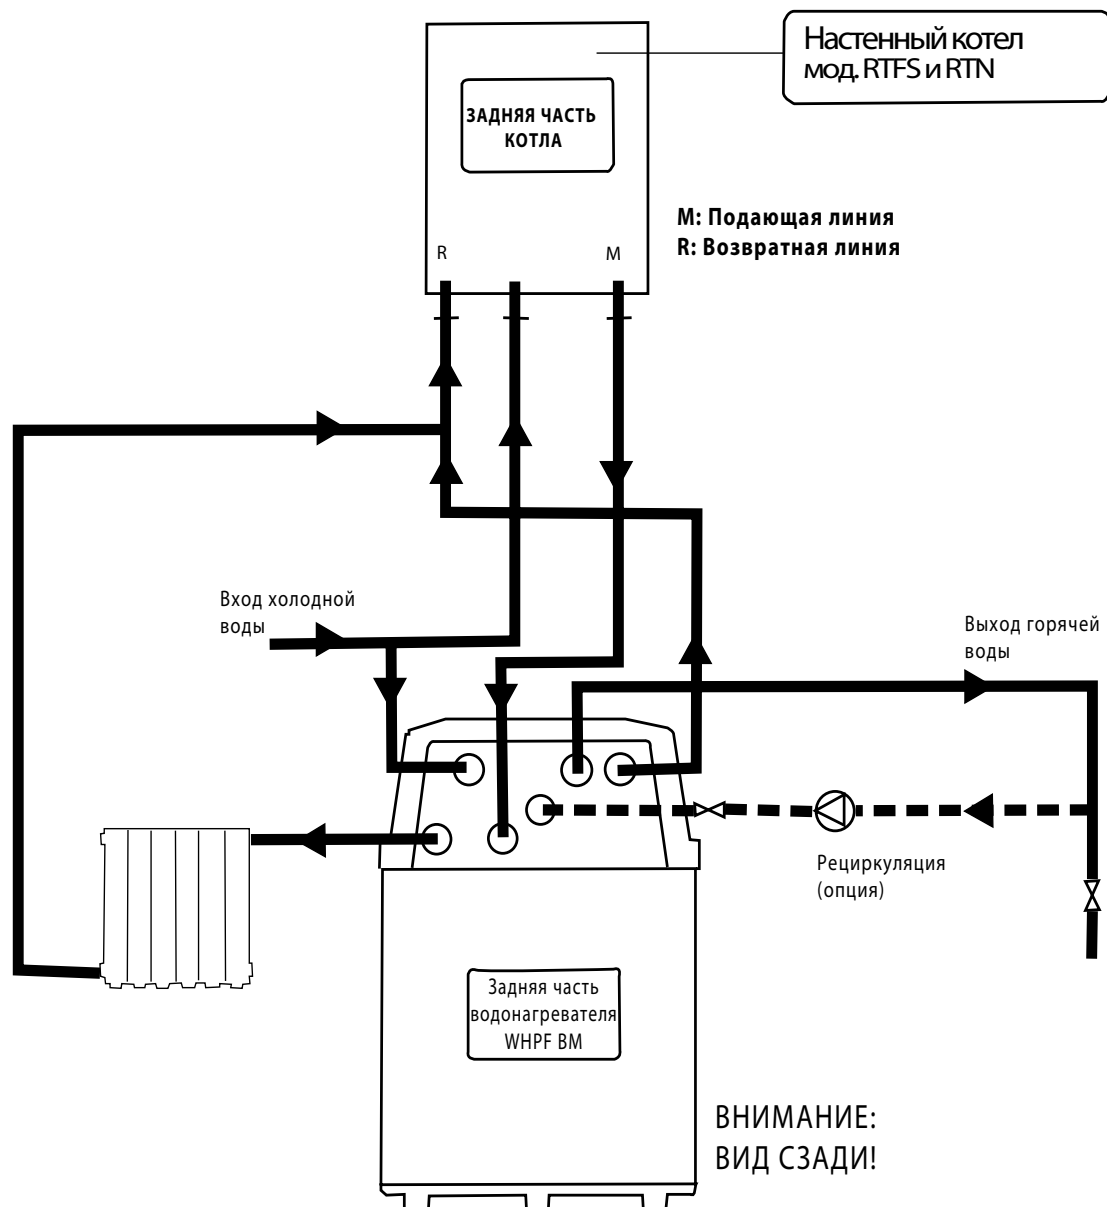 Настенный котел
мод. RTFS и RTN
ЗАДНЯЯ ЧАСТЬ
КОТЛА
M: Подающая линия
R: Возвратная линия
R
M
Вход холодной
воды
Выход горячей
воды
Рециркуляция
(опция)
Задняя часть
водонагревателя
WHPF BM
ВНИМАНИЕ:
ВИД СЗАДИ!